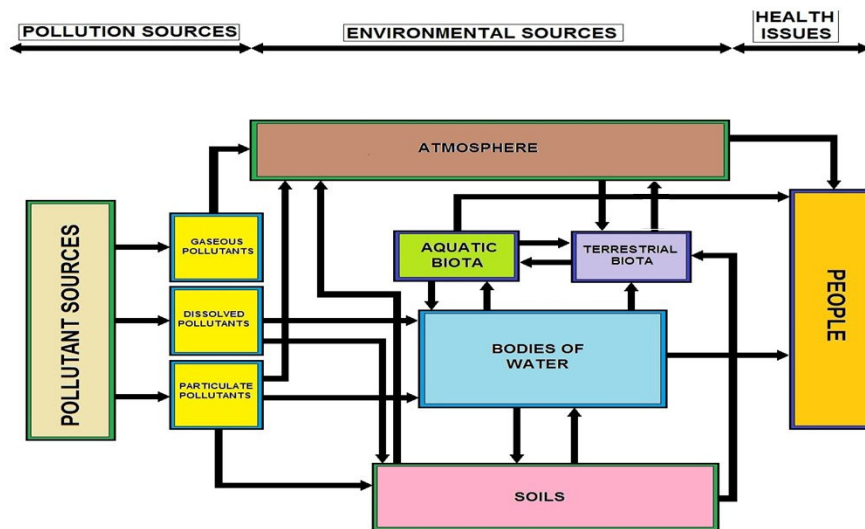 POLLUTION SOURCES
ENVIRONMENTAL SOURCES
HEALTH
ISSUES
ATMOSPHERE
POLLUTANT SOURCES
GASEOUS
POLLUTANTS
DISSOLVED
POLLUTANTS
PARTICULATE
POLLUTANTS
AQUATIC
BIOTA
TERRESTRIAL
BIOTA
BODIES OF
WATER
SOILS
PEOPLE